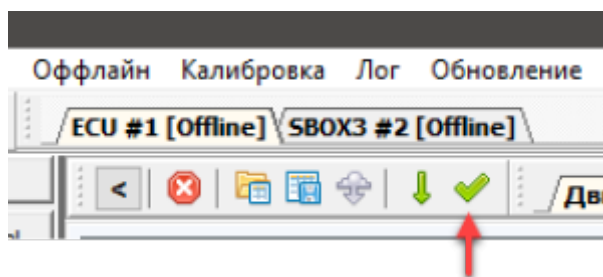 Оффлайн Калибровка Лог Обновление
ECU #1 [Offline] SBOX3 #2 [Offline]
<